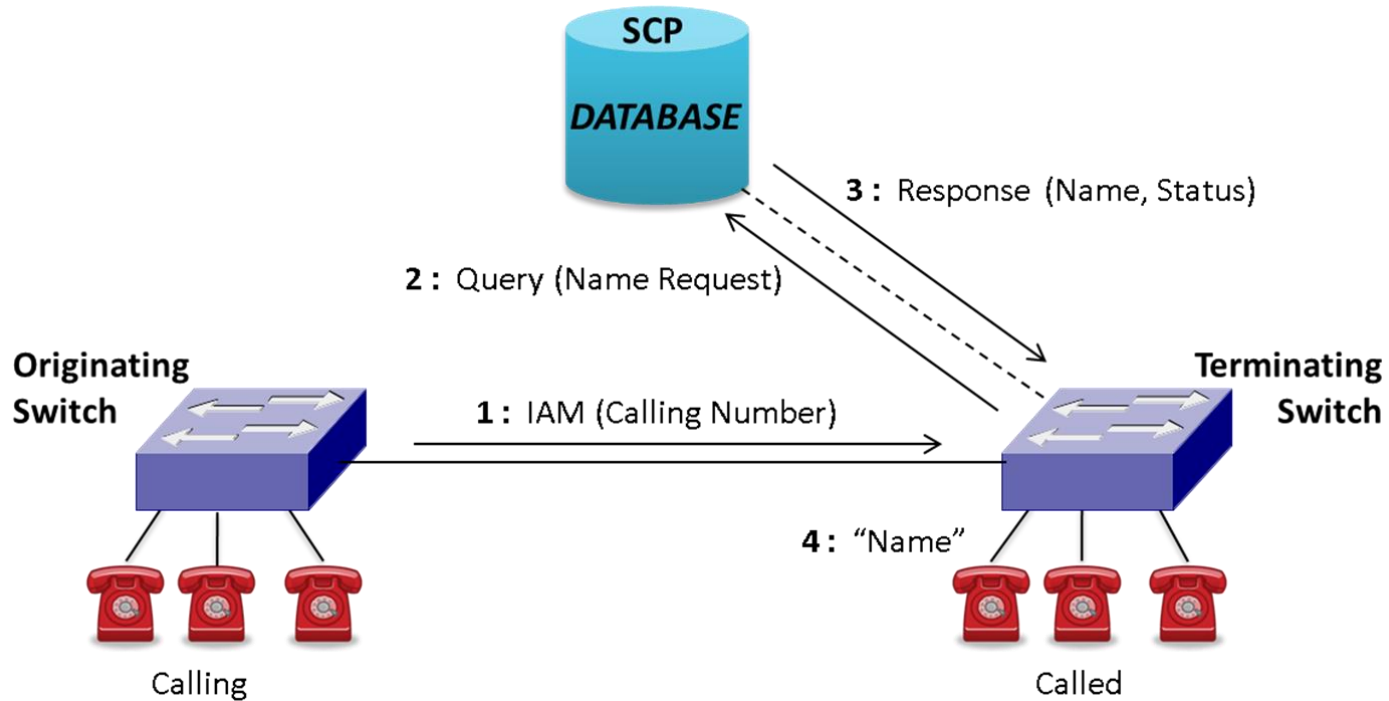 SCP
DATABASE
3 : Response (Name, Status)
2 : Query (Name Request)
Originating
Switch
1 : IAM (Calling Number)
Terminating
Switch
4 : “Name”
Calling
Called